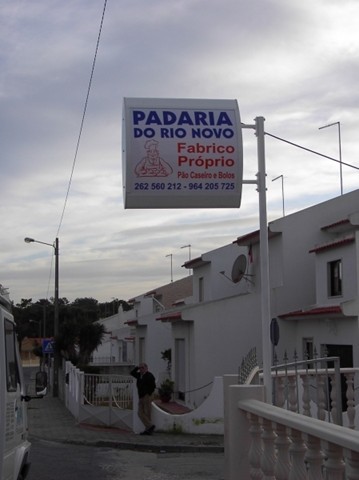 PADARIA
DO RIO NOVO
Fabrico
Próprio
Pão Caseiro e Bolos
262 560 212 - 964 205 725